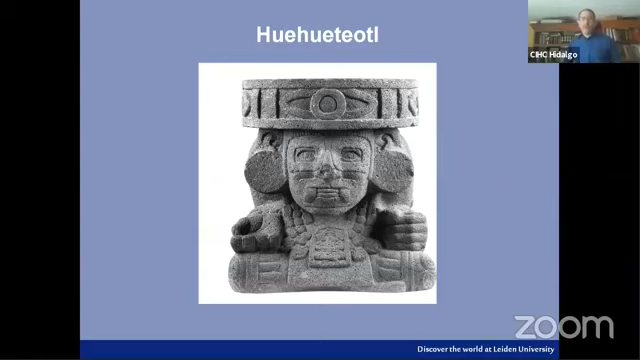 Huehueteotl
CIHC Hidalgo
zoom
Discover the world at Leiden University